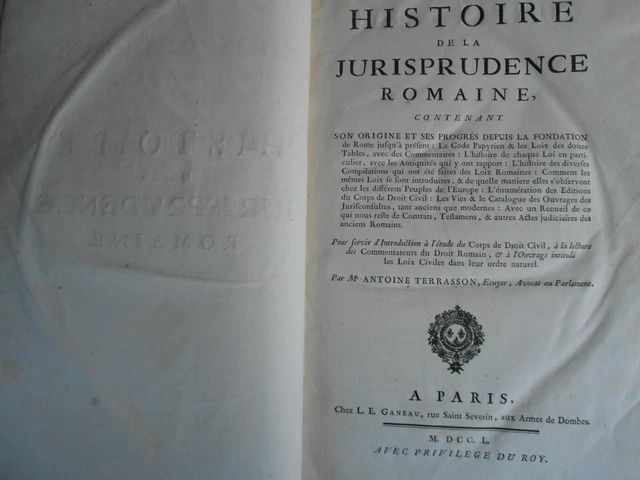 HISTOIRE
DE LA
JURISPRUDENCE
ROMAINE,
CONTENANT
SON ORIGINE ET SES PROGRÉS DEPUIS LA FONDATION
de Rome jusqu'à présent : Le Code Papyrien & les Loix des douze
Tables, avec des Commentaires : L'histoire de chaque Loi en parti-
culier, avec les Antiquités qui y ont rapport : L'histoire des diverses
Compilations qui ont été faites des Loix Romaines : Comment les
mêmes Loix se sont introduites, & de quelle maniere elles s'observent
chez les différens Peuples de l'Europe : L'énumération des Editions
du Corps de Droit Civil : Les Vies & le Catalogue des Ouvrages des
Jurisconsultes, tant anciens que modernes : Avec un Recueil de ce
qui nous reste de Contrats, Testamens, & autres Actes judiciaires des
anciens Romains.
Pour servir d'Introduction à l'étude du Corps de Droit Civil, à la lecture
des Commentateurs du Droit Romain, & à l'Ouvrage intitulé
les Loix Civiles dans leur ordre naturel.
Par Me ANTOINE TERRASSON, Ecuyer, Avocat au Parlement.
A PARIS,
Chez L. E. GANEAU, rue Saint Severin, aux Armes de Dombes.
M. DCC. L.
AVEC PRIVILEGE DU ROY.